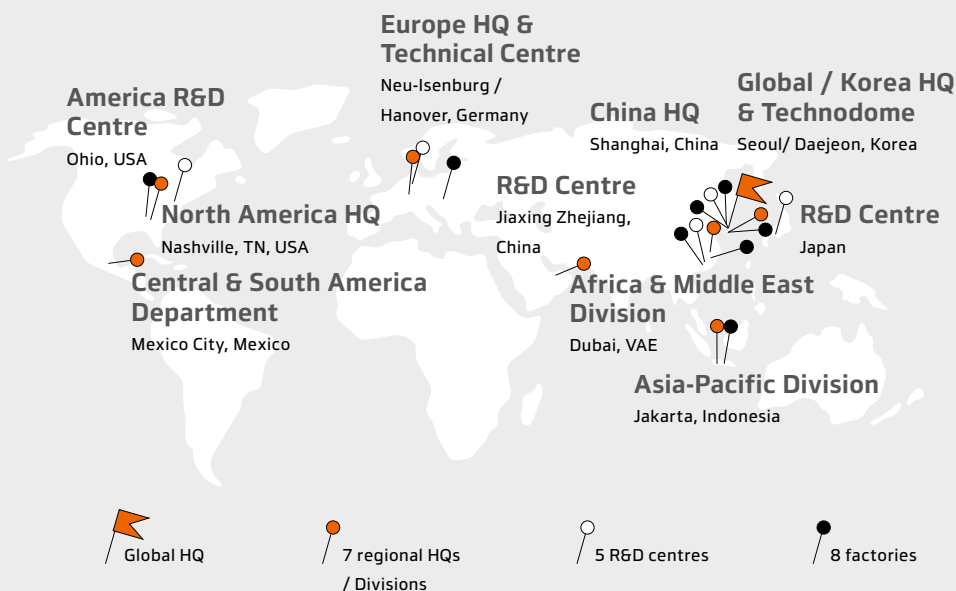 Europe HQ &
Technical Centre
Neu-Isenburg /
Hanover, Germany
America R&D
Centre
Ohio, USA
China HQ
Shanghai, China
Global / Korea HQ
& Technodome
Seoul/ Daejeon, Korea
North America HQ
Nashville, TN, USA
R&D Centre
Jiaxing Zhejiang,
China
R&D Centre
Japan
Central & South America
Department
Mexico City, Mexico
Africa & Middle East
Division
Dubai, VAE
Asia-Pacific Division
Jakarta, Indonesia
Global HQ
7 regional HQs
/ Divisions
5 R&D centres
8 factories